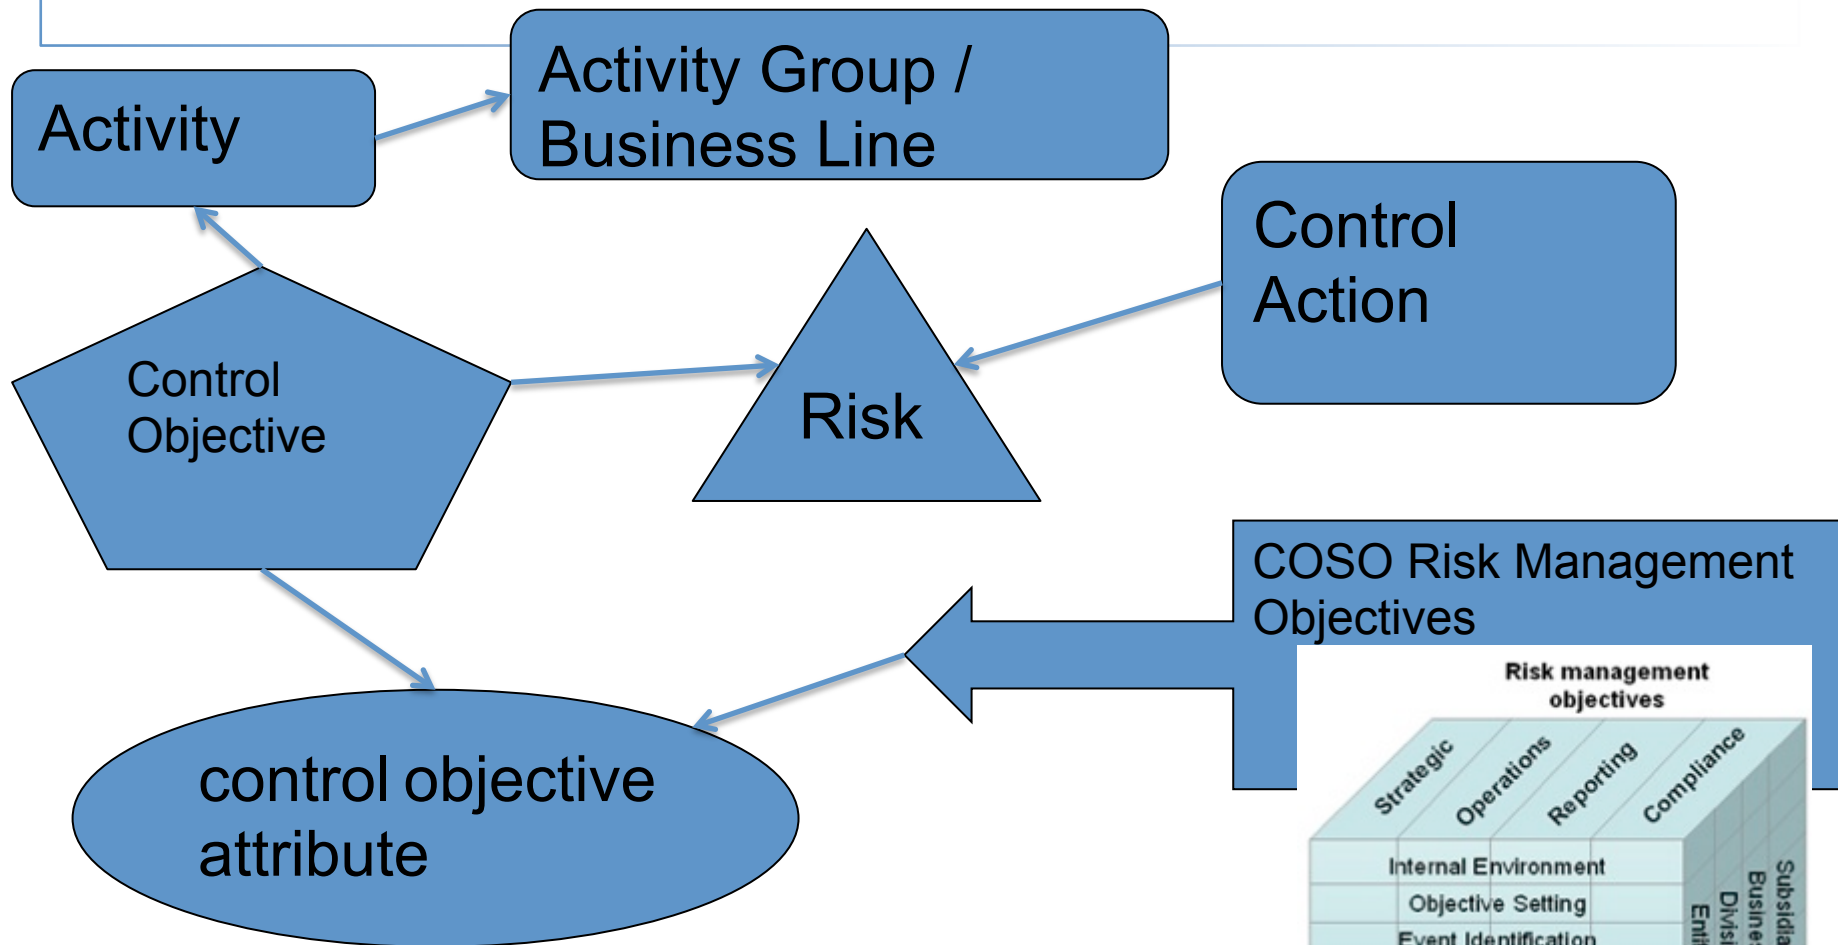 Activity Group /
Business Line
Activity
Control
Action
Control
Objective
Risk
COSO Risk Management
Objectives
control objective
attribute
Risk management
objectives
Strategic
Operations
Reporting
Compliance
Internal Environment
Objective Setting
Event Identification